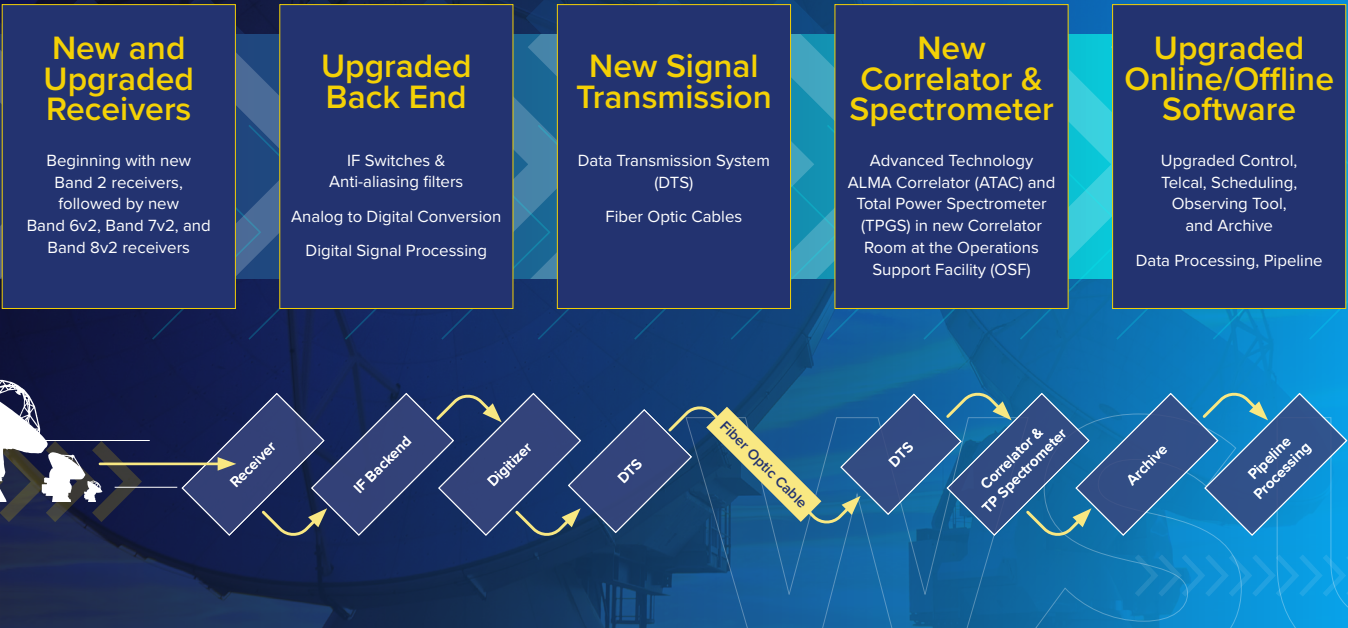 New and
Upgraded
Receivers
Beginning with new
Band 2 receivers,
followed by new
Band 6v2, Band 7v2, and
Band 8v2 receivers
Upgraded
Back End
IF Switches &
Anti-aliasing filters
Analog to Digital Conversion
Digital Signal Processing
New Signal
Transmission
Data Transmission System
(DTS)
Fiber Optic Cables
New
Correlator &
Spectrometer
Advanced Technology
ALMA Correlator (ATAC) and
Total Power Spectrometer
(TPGS) in new Correlator
Room at the Operations
Support Facility (OSF)
Upgraded
Online/Offline
Software
Upgraded Control,
Telcal, Scheduling,
Observing Tool,
and Archive
Data Processing, Pipeline
Receiver
IF Backend
Digitizer
DTS
Fiber Optic Cable
DTS
Correlator &
TP Spectrometer
Archive
Pipeline
Processing
WSU